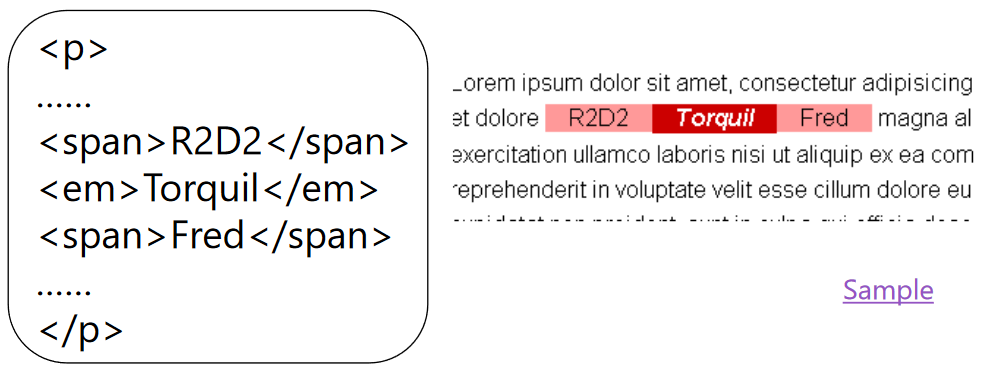 <p>
......
<span>R2D2</span>
<em>Torquil</em>
<span>Fred</span>
......
</p>
Lorem ipsum dolor sit amet, consectetur adipisicing
et dolore R2D2 Torquil Fred magna al
exercitation ullamco laboris nisi ut aliquip ex ea com
reprehenderit in voluptate velit esse cillum dolore eu
Sample